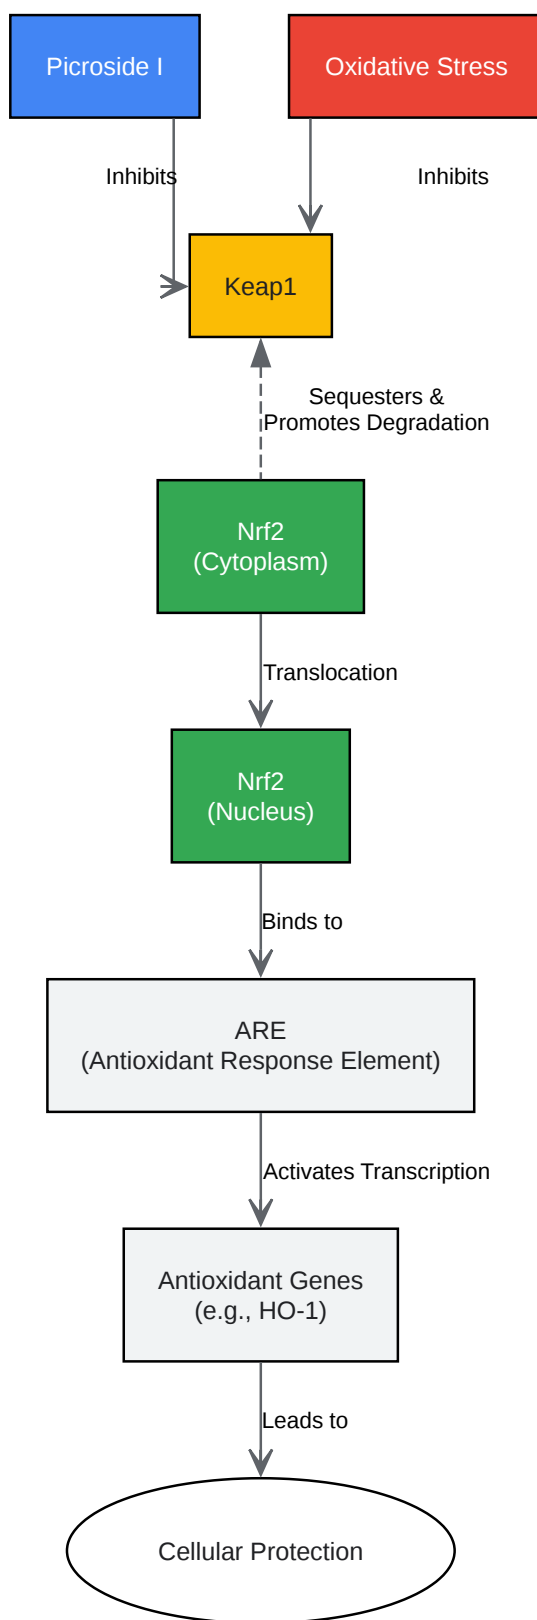 Picroside I
Oxidative Stress
Inhibits
Inhibits
Keap1
Sequesters &
Promotes Degradation
Nrf2
(Cytoplasm)
Translocation
Nrf2
(Nucleus)
Binds to
ARE
(Antioxidant Response Element)
Activates Transcription
Antioxidant Genes
(e.g., HO-1)
Leads to
Cellular Protection